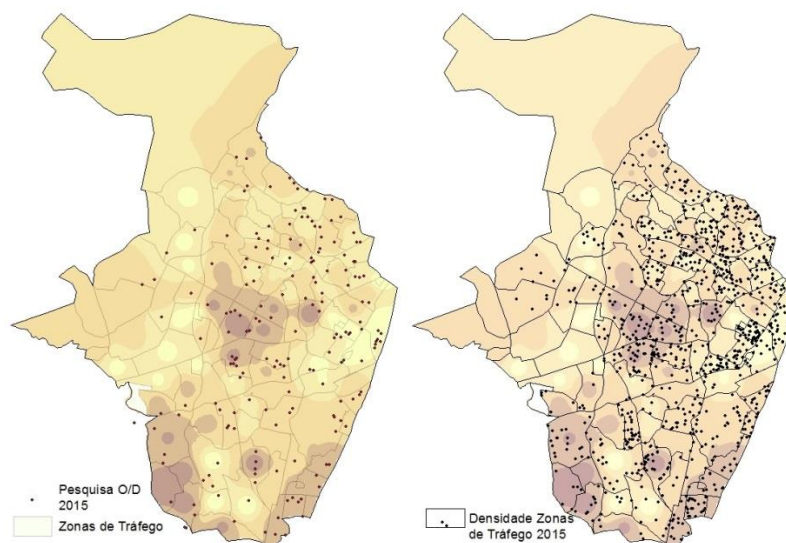 Pesquisa O/D
2015
Zonas de Tráfego
Densidade Zonas
de Tráfego 2015